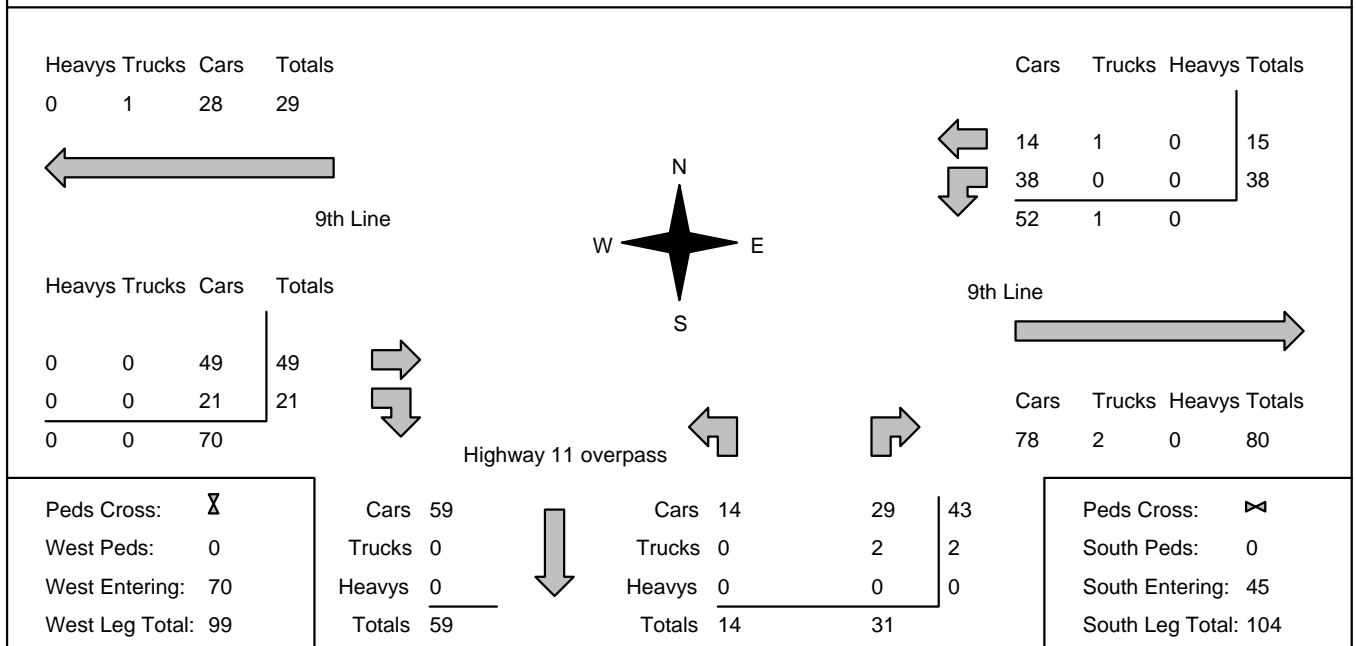 Heavys Trucks Cars Totals
0 1 28 29
9th Line
Cars Trucks Heavys Totals
14 1 0 15
38 0 0 38
52 1 0
N
W E
S
Heavys Trucks Cars Totals
0 0 49 49
0 0 21 21
0 0 70
9th Line
Cars Trucks Heavys Totals
78 2 0 80
Highway 11 overpass
Peds Cross:
West Peds: 0
West Entering: 70
West Leg Total: 99
Cars 59
Trucks 0
Heavys 0
Totals 59
Cars 14 29 43
Trucks 0 2 2
Heavys 0 0 0
Totals 14 31
Peds Cross:
South Peds: 0
South Entering: 45
South Leg Total: 104